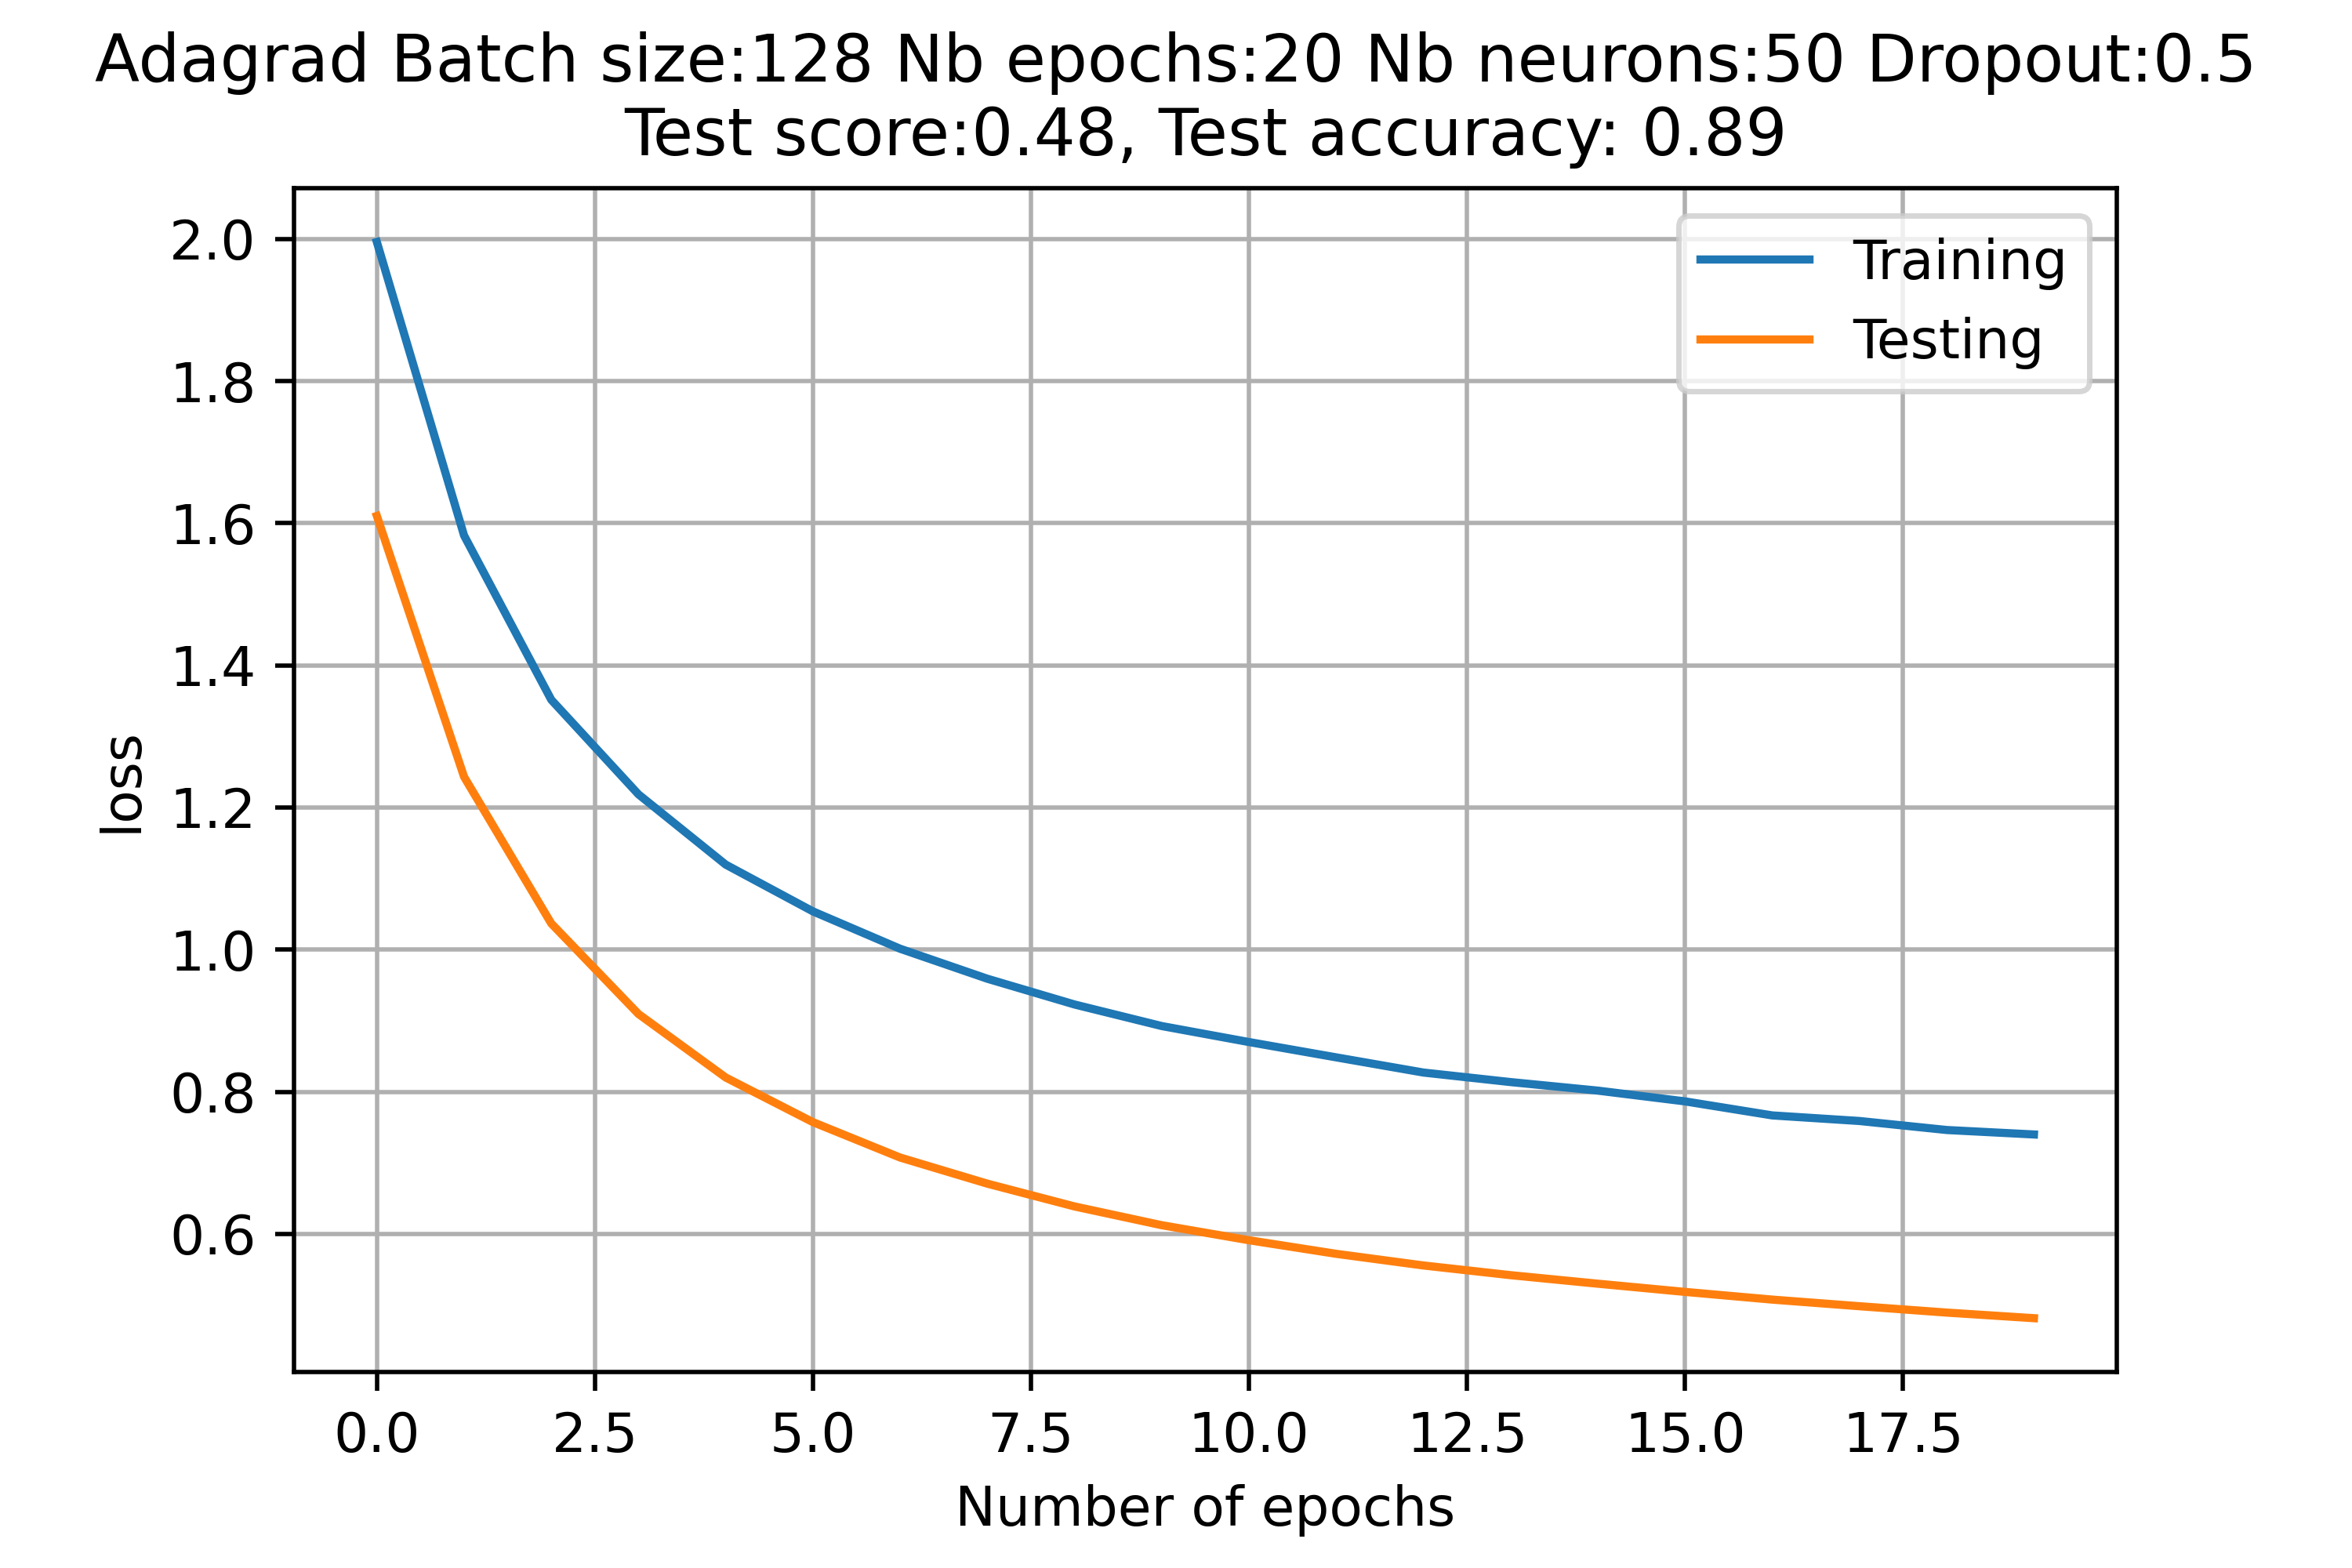 Adagrad Batch size:128 Nb epochs:20 Nb neurons:50 Dropout:0.5
Test score:0.48, Test accuracy: 0.89
Training
Testing
2.0
1.8
1.6
1.4
1.2
1.0
0.8
0.6
loss
0.0 2.5 5.0 7.5 10.0 12.5 15.0 17.5
Number of epochs